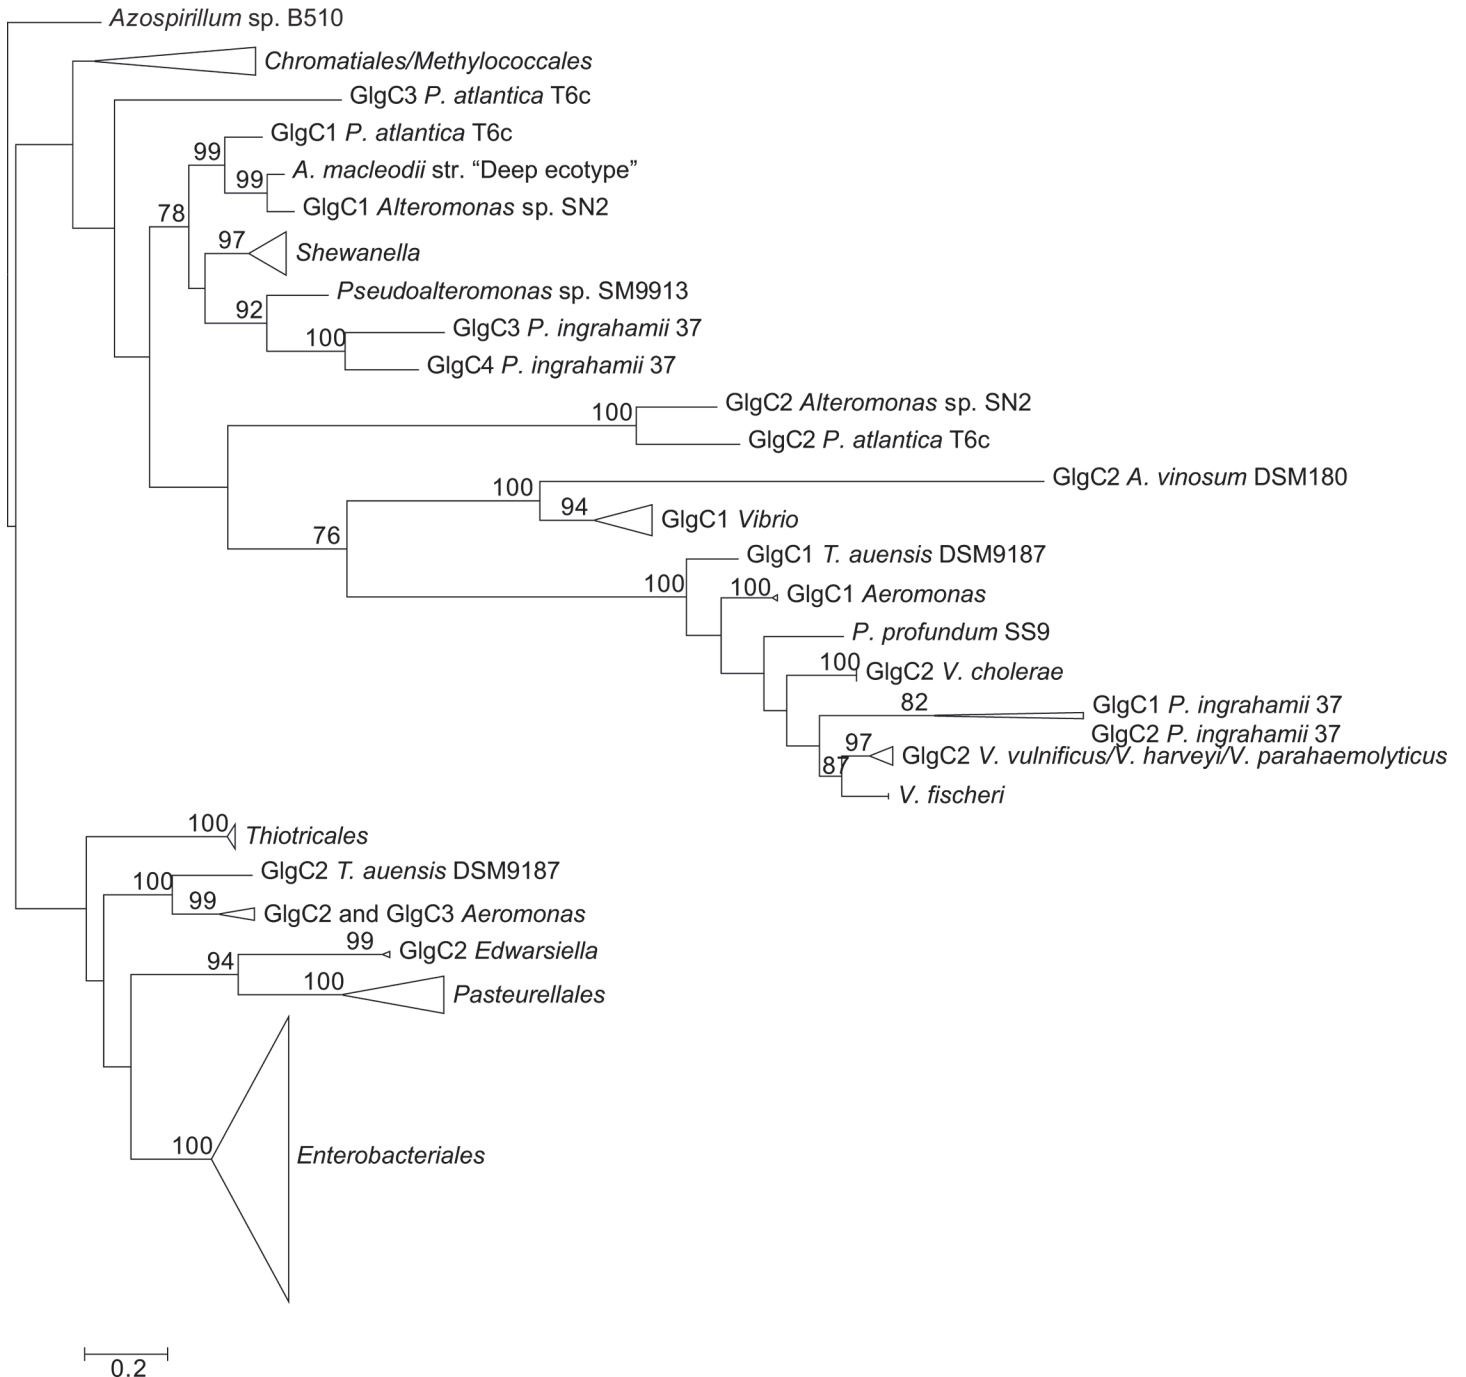 Azospirillum sp. B510
Chromatiales/Methylococcales
GlgC3 P. atlantica T6c
GlgC1 P. atlantica T6c
99
A. macleodii str. “Deep ecotype”
99
GlgC1 Alteromonas sp. SN2
78
97
Shewanella
Pseudoalteromonas sp. SM9913
92
GlgC3 P. ingrahamii 37
100
GlgC4 P. ingrahamii 37
GlgC2 Alteromonas sp. SN2
100
GlgC2 P. atlantica T6c
GlgC2 A. vinosum DSM180
100
94
GlgC1 Vibrio
76
GlgC1 T. auensis DSM9187
100
100
GlgC1 Aeromonas
P. profundum SS9
100
GlgC2 V. cholerae
82
GlgC1 P. ingrahamii 37
GlgC2 P. ingrahamii 37
97
GlgC2 V. vulnificus/V. harveyi/V. parahaemolyticus
87
V. fischeri
100
Thiotricales
GlgC2 T. auensis DSM9187
100
99
GlgC2 and GlgC3 Aeromonas
99
GlgC2 Edwarsiella
94
100
Pasteurellales
100
Enterobacteriales
0.2